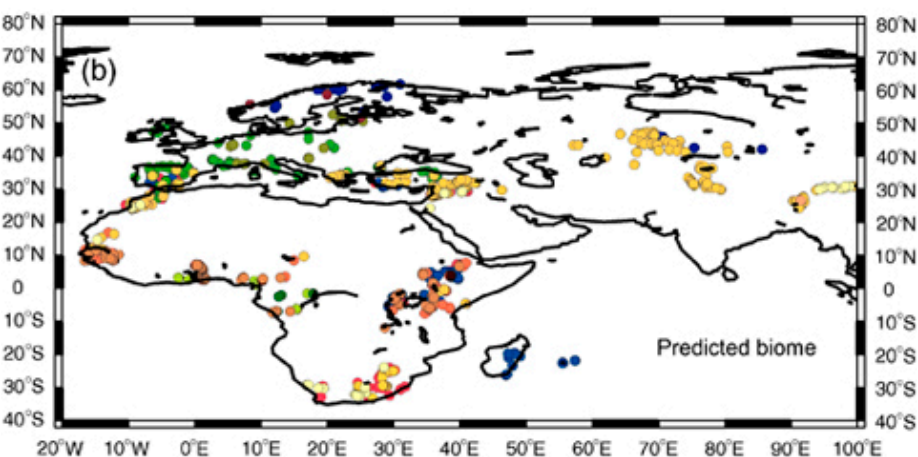 80°N 80°N
70°N (b) 70°N
60°N 60°N
50°N 50°N
40°N 40°N
30°N 30°N
20°N 20°N
10°N 10°N
0 0
10°S 10°S
20°S Predicted biome 20°S
30°S 30°S
40°S 40°S
20°W 10°W 0°E 10°E 20°E 30°E 40°E 50°E 60°E 70°E 80°E 90°E 100°E